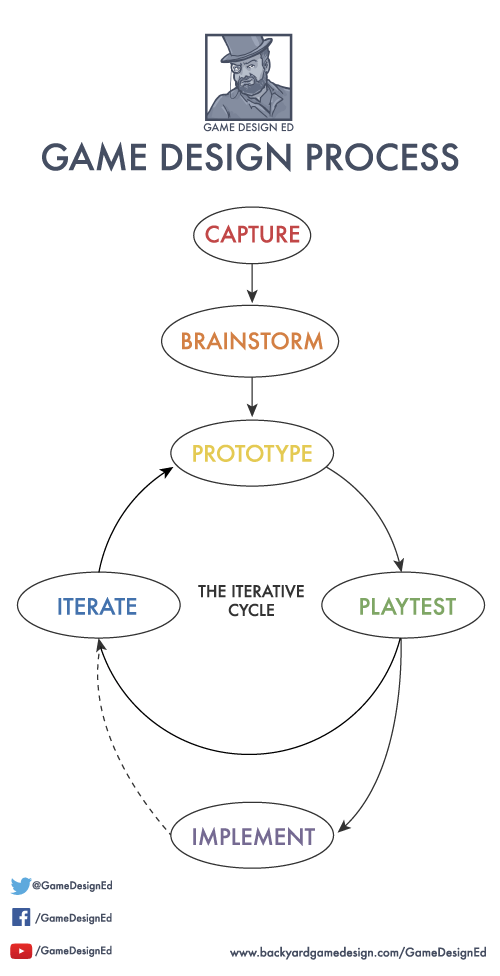 GAME DESIGN ED
GAME DESIGN PROCESS
CAPTURE
BRAINSTORM
PROTOTYPE
ITERATE
THE ITERATIVE
CYCLE
PLAYTEST
IMPLEMENT
@GameDesignEd
/GameDesignEd
/GameDesignEd
www.backyardgamedesign.com/GameDesignEd